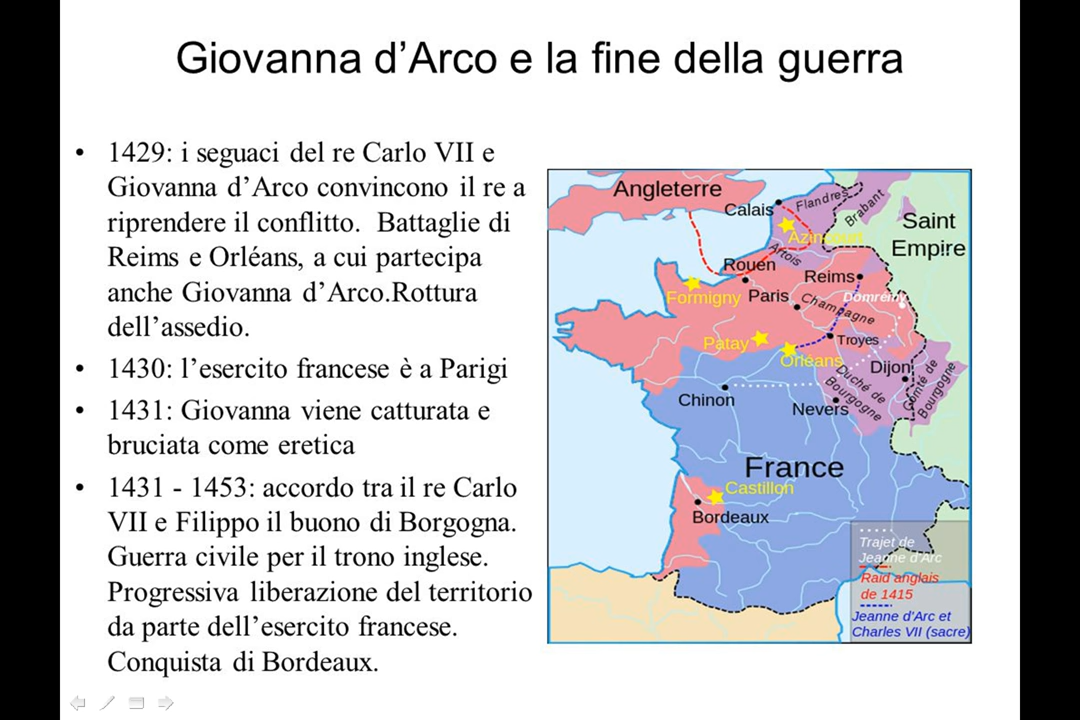 Giovanna d’Arco e la fine della guerra
• 1429: i seguaci del re Carlo VII e
Giovanna d’Arco convincono il re a
riprendere il conflitto. Battaglie di
Reims e Orléans, a cui partecipa
anche Giovanna d’Arco.Rottura
dell’assedio.
• 1430: l’esercito francese è a Parigi
• 1431: Giovanna viene catturata e
bruciata come eretica
• 1431 - 1453: accordo tra il re Carlo
VII e Filippo il buono di Borgogna.
Guerra civile per il trono inglese.
Progressiva liberazione del territorio
da parte dell’esercito francese.
Conquista di Bordeaux.
Angleterre
Calais
Flandres
Brabant
Saint
Empire
Azincourt
Artois
Rouen
Reims
Formigny
Paris
Champagne
Domrémy
Patay
Troyes
Orléans
Dijon
Chinon
Nevers
Duché de
Bourgogne
Comté de
Bourgogne
France
Castillon
Bordeaux
Trajet de
Jeanne d'Arc
Raid anglais
de 1415
Jeanne d'Arc et
Charles VII (sacre)